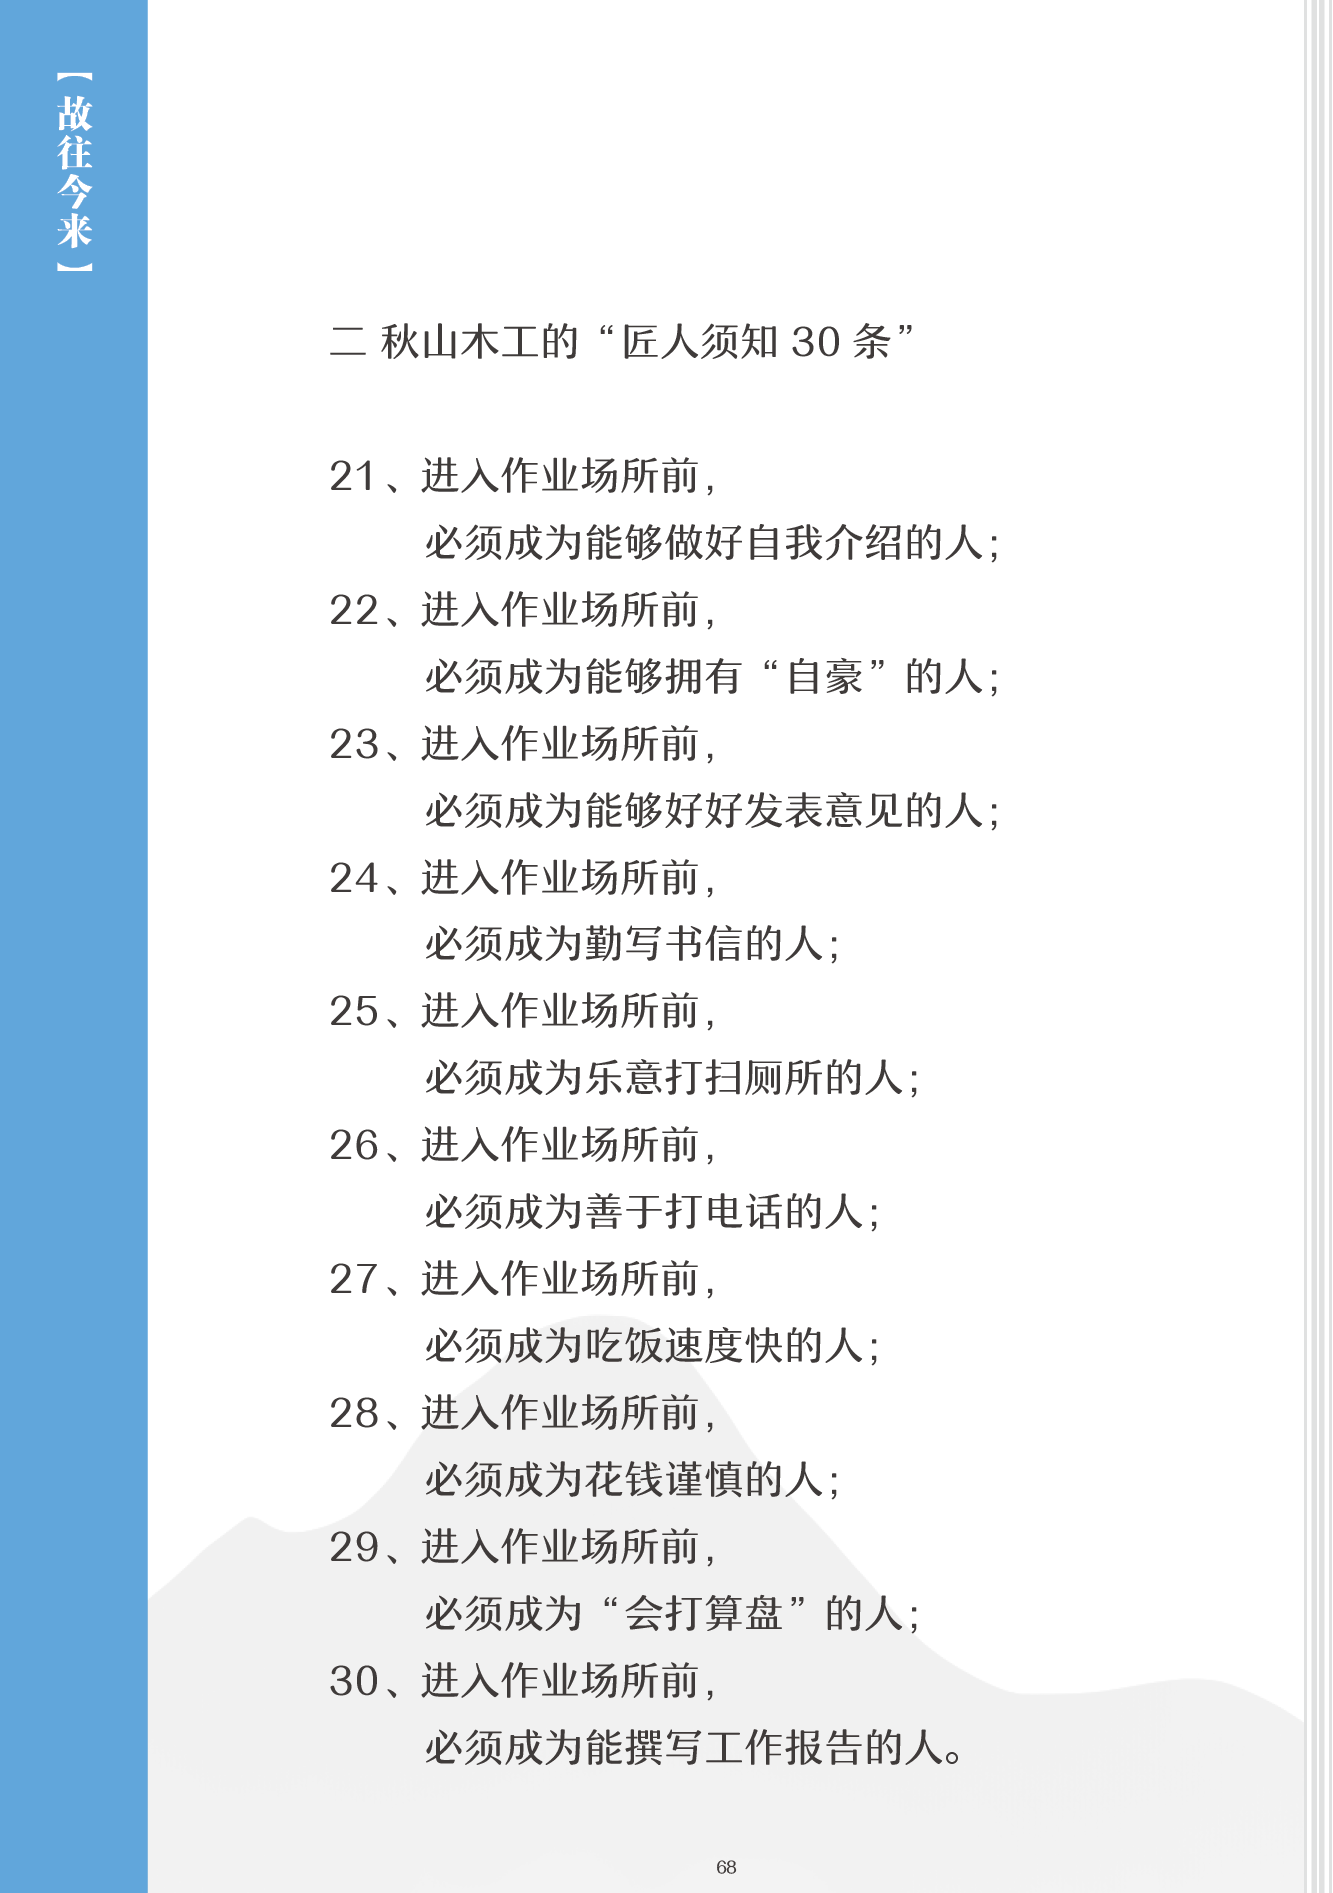 【故往今来】
二 秋山木工的“匠人须知 30 条”
21、进入作业场所前，
必须成为能够做好自我介绍的人；
22、进入作业场所前，
必须成为能够拥有“自豪”的人；
23、进入作业场所前，
必须成为能够好好发表意见的人；
24、进入作业场所前，
必须成为勤写书信的人；
25、进入作业场所前，
必须成为乐意打扫厕所的人；
26、进入作业场所前，
必须成为善于打电话的人；
27、进入作业场所前，
必须成为吃饭速度快的人；
28、进入作业场所前，
必须成为花钱谨慎的人；
29、进入作业场所前，
必须成为“会打算盘”的人；
30、进入作业场所前，
必须成为能撰写工作报告的人。
68